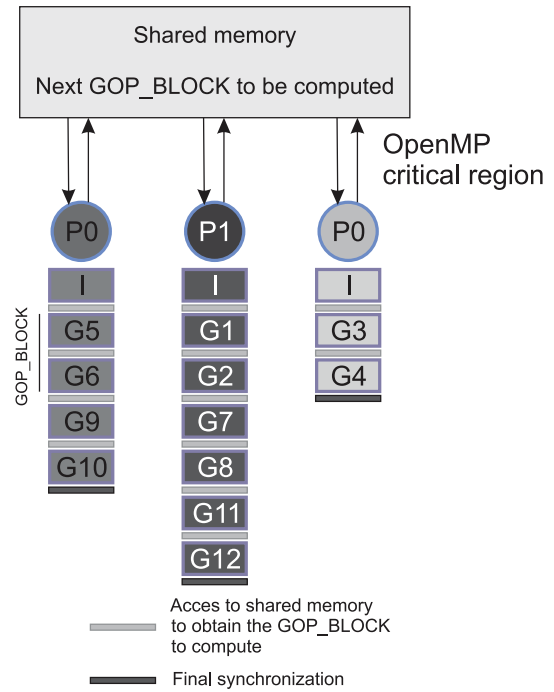 Shared memory
Next GOP_BLOCK to be computed
OpenMP
critical region
P0
P1
P0
I
G5
G6
G9
G10
GOP_BLOCK
I
G1
G2
G7
G8
G11
G12
I
G3
G4
Acces to shared memory
to obtain the GOP_BLOCK
to compute
Final synchronization